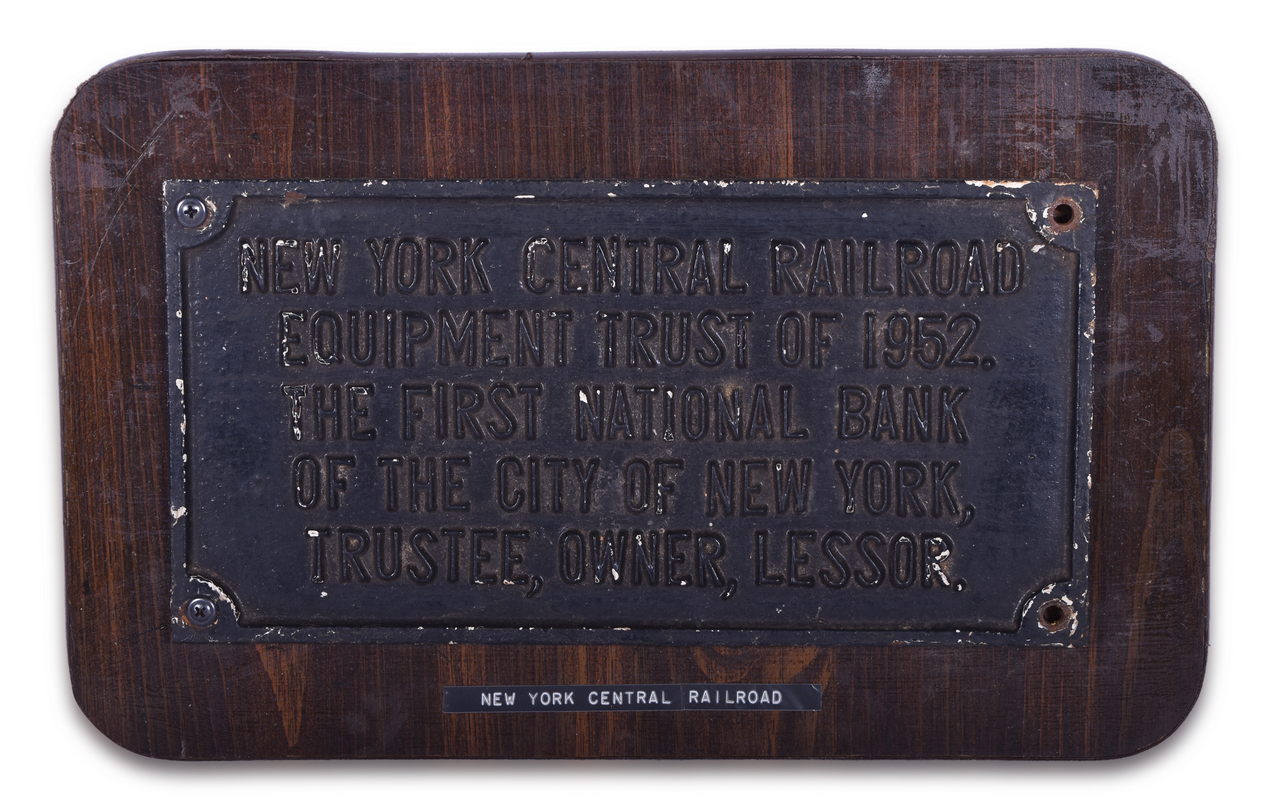 NEW YORK CENTRAL RAILROAD
EQUIPMENT TRUST OF 1952.
THE FIRST NATIONAL BANK
OF THE CITY OF NEW YORK,
TRUSTEE, OWNER, LESSOR.
NEW YORK CENTRAL RAILROAD